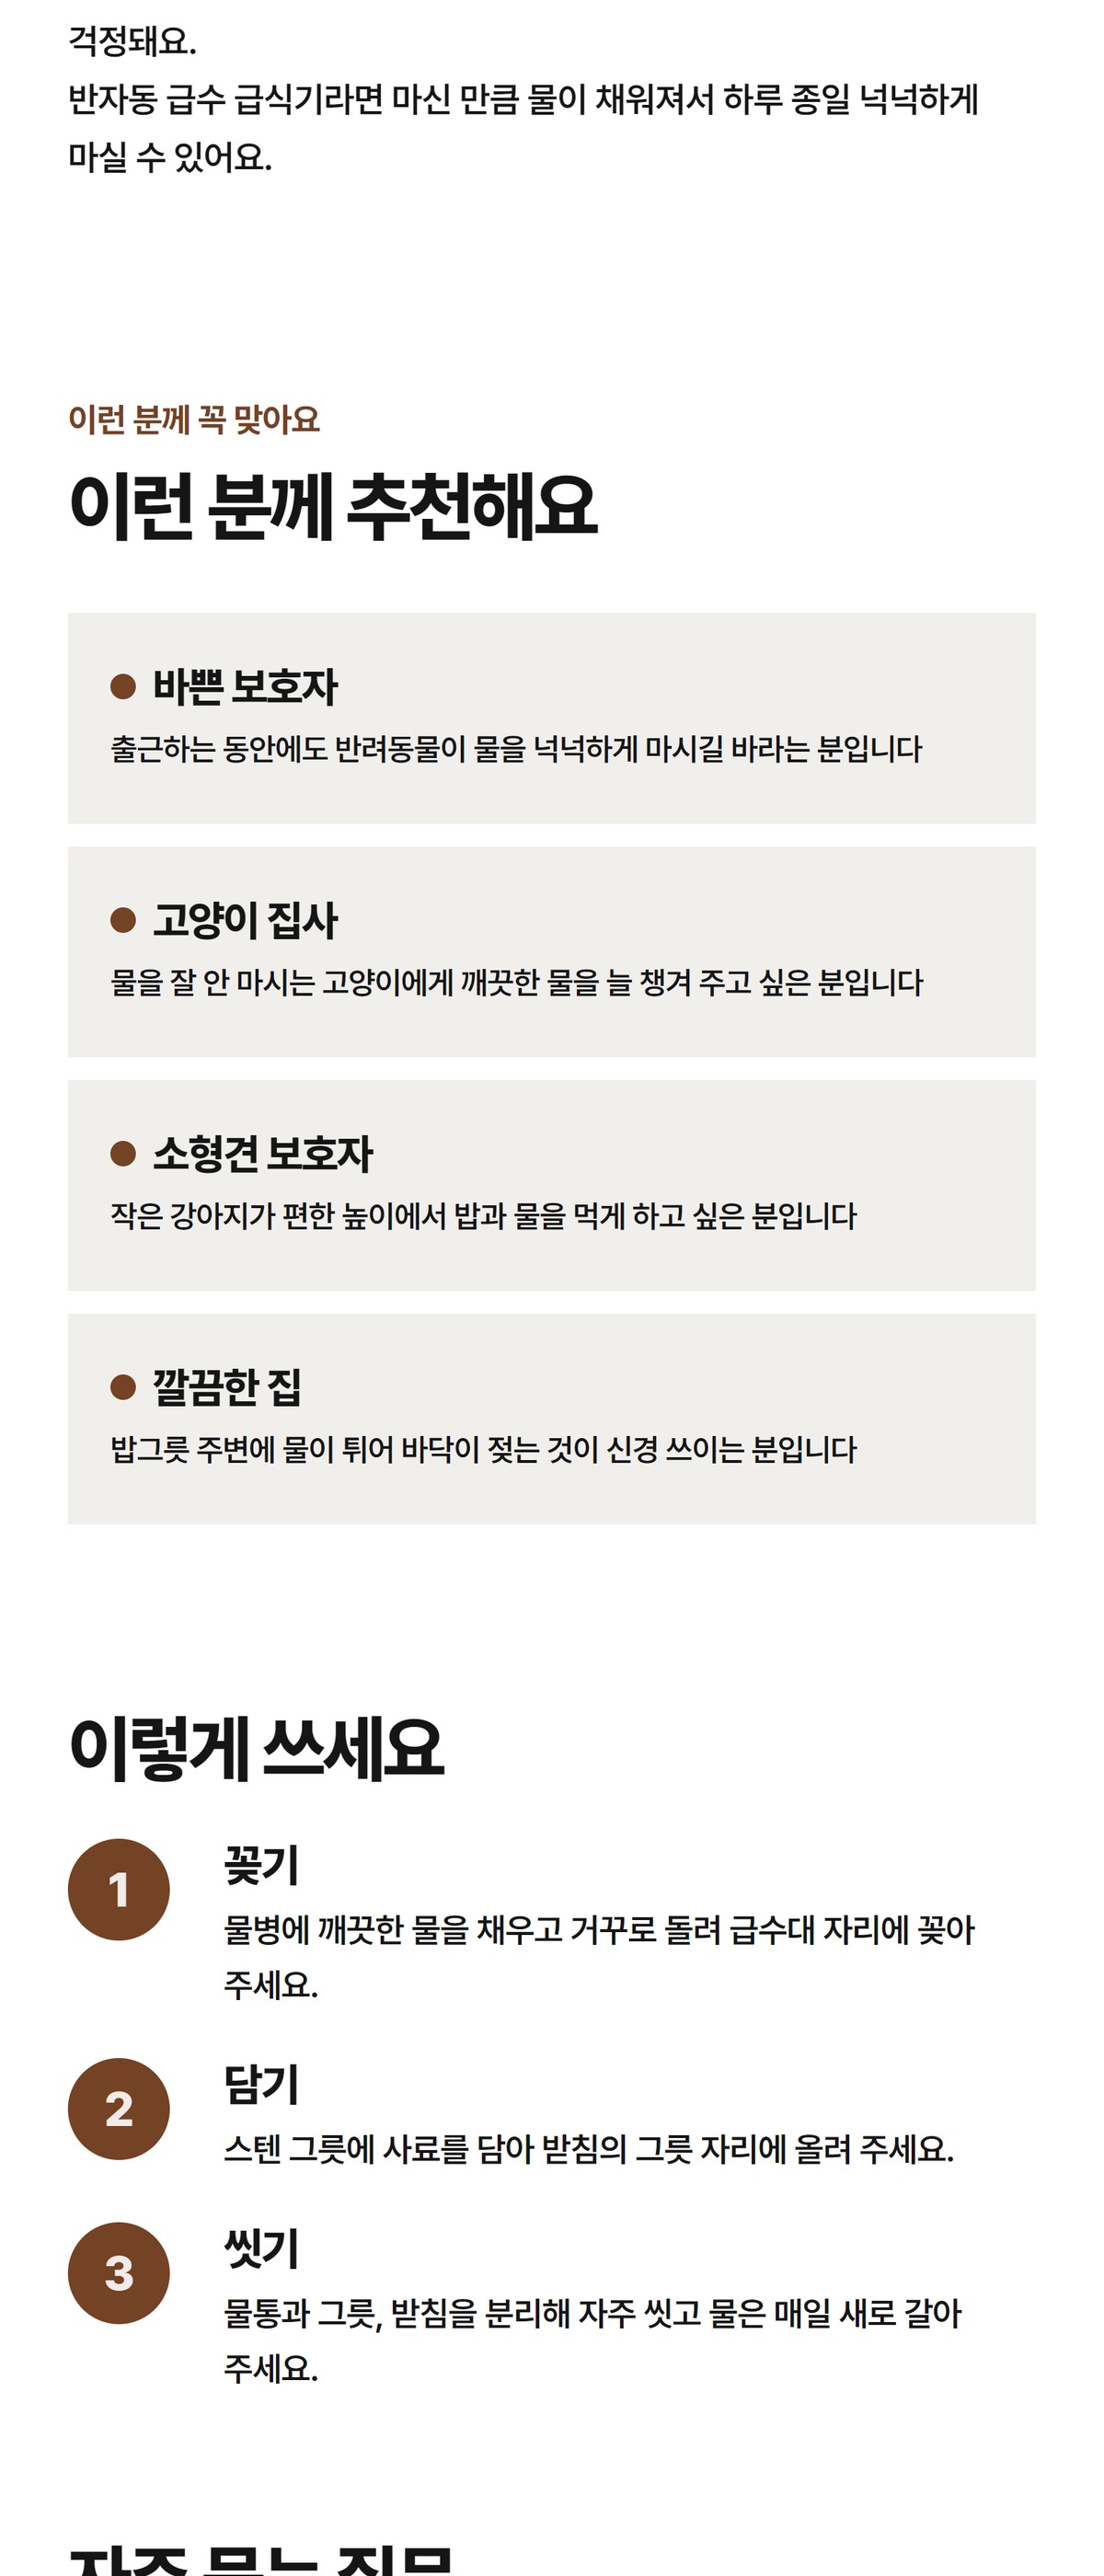 걱정돼요.
반자동 급수 급식기라면 마신 만큼 물이 채워져서 하루 종일 넉넉하게
마실 수 있어요.
이런 분께 꼭 맞아요
이런 분께 추천해요
바쁜 보호자
출근하는 동안에도 반려동물이 물을 넉넉하게 마시길 바라는 분입니다
고양이 집사
물을 잘 안 마시는 고양이에게 깨끗한 물을 늘 챙겨 주고 싶은 분입니다
소형견 보호자
작은 강아지가 편한 높이에서 밥과 물을 먹게 하고 싶은 분입니다
깔끔한 집
밥그릇 주변에 물이 튀어 바닥이 젖는 것이 신경 쓰이는 분입니다
이렇게 쓰세요
1
꽂기
물병에 깨끗한 물을 채우고 거꾸로 돌려 급수대 자리에 꽂아
주세요.
2
담기
스텐 그릇에 사료를 담아 받침의 그릇 자리에 올려 주세요.
3
씻기
물통과 그릇, 받침을 분리해 자주 씻고 물은 매일 새로 갈아
주세요.
자주 묻는 질문